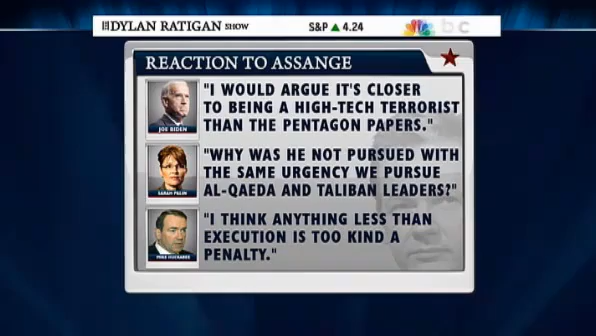 THE DYLAN RATIGAN SHOW S&P ▲ 4.24
REACTION TO ASSANGE
JOE BIDEN
"I WOULD ARGUE IT'S CLOSER
TO BEING A HIGH-TECH TERRORIST
THAN THE PENTAGON PAPERS."
SARAH PALIN
"WHY WAS HE NOT PURSUED WITH
THE SAME URGENCY WE PURSUE
AL-QAEDA AND TALIBAN LEADERS?"
MIKE HUCKABEE
"I THINK ANYTHING LESS THAN
EXECUTION IS TOO KIND A
PENALTY."